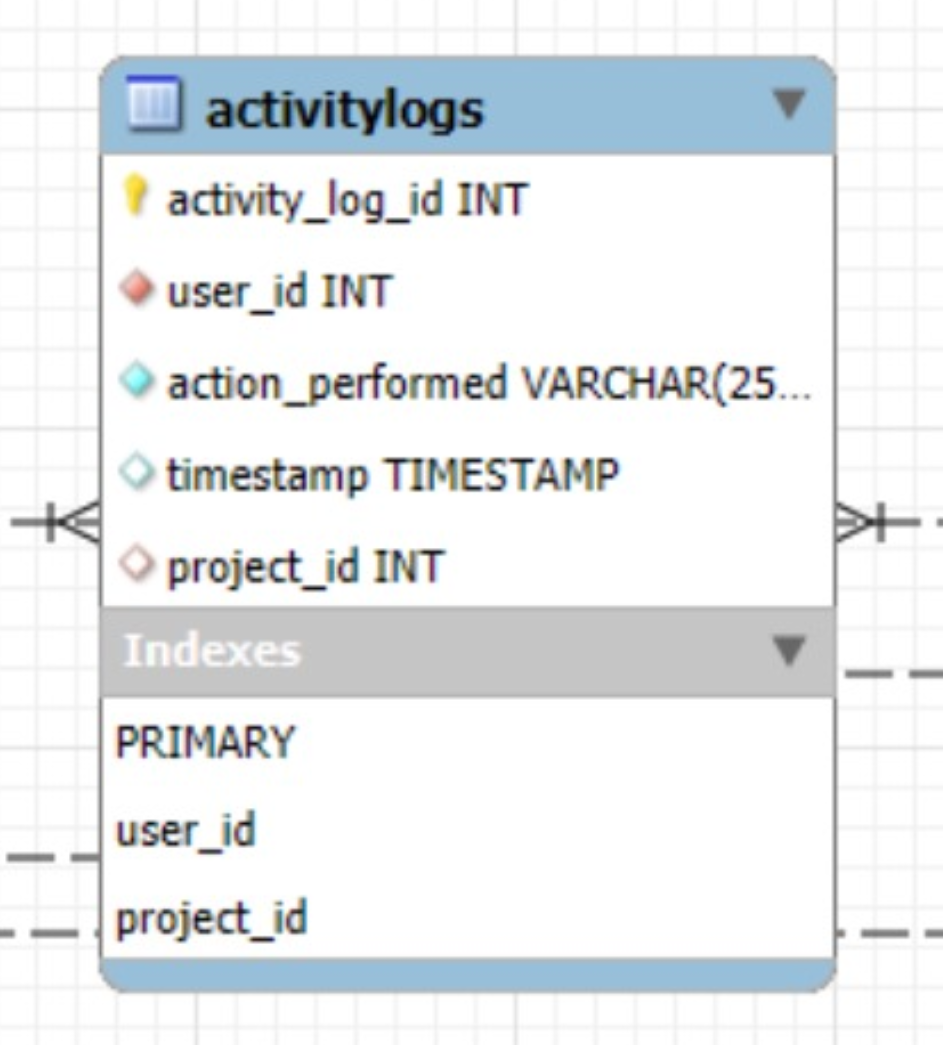 activitylogs
activity_log_id INT
user_id INT
action_performed VARCHAR(25...
timestamp TIMESTAMP
project_id INT
Indexes
PRIMARY
user_id
project_id